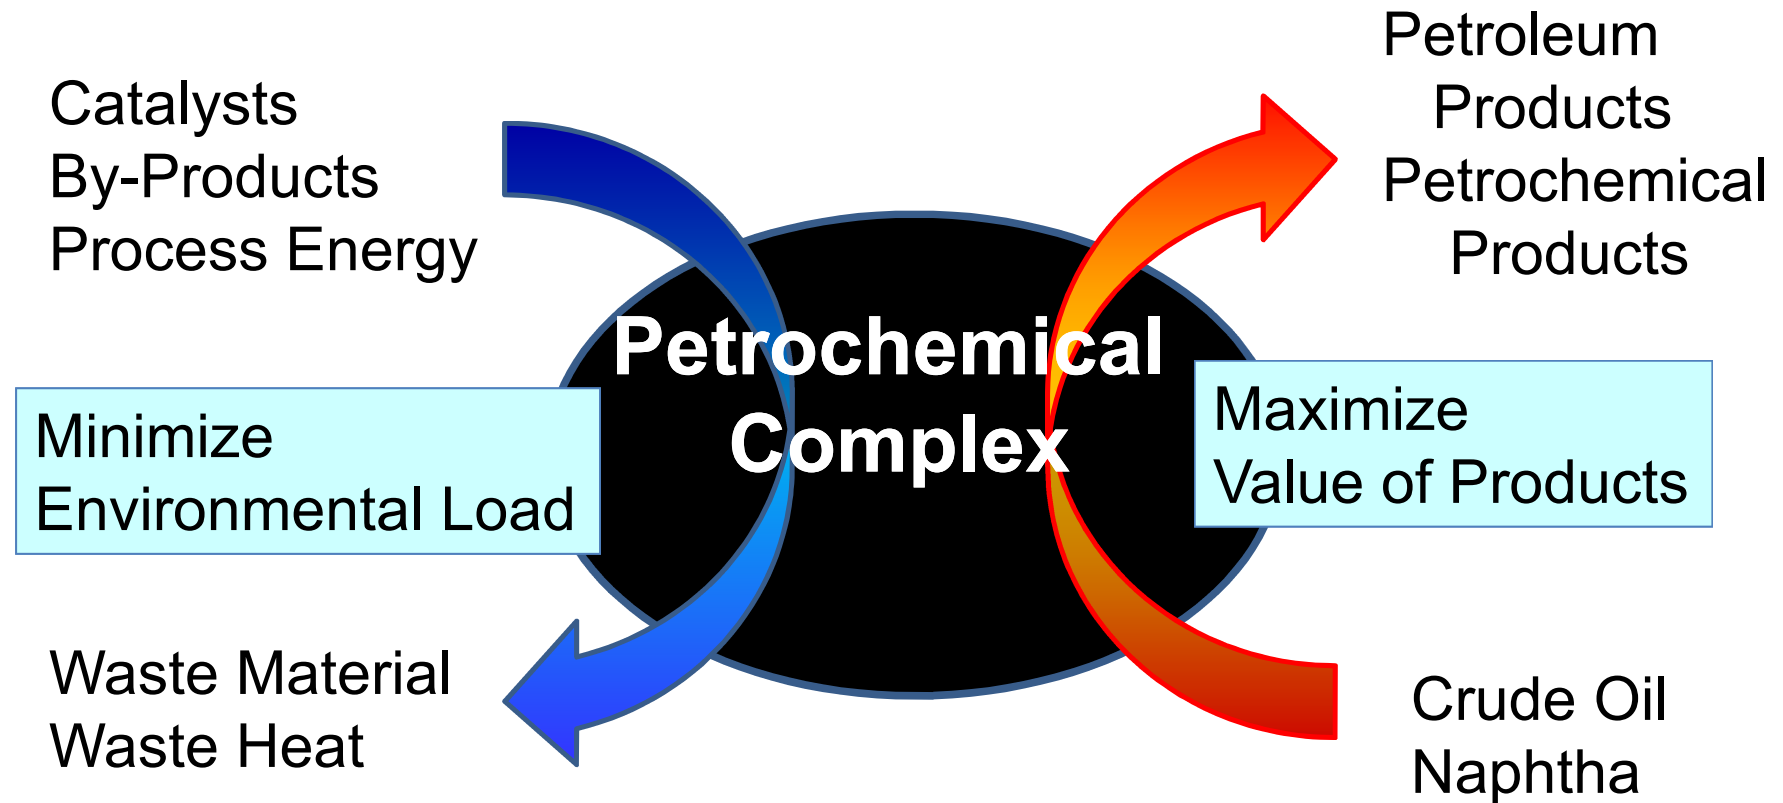 Catalysts
By-Products
Process Energy
Petroleum
Products
Petrochemical
Products
Petrochemical
Complex
Minimize
Environmental Load
Maximize
Value of Products
Waste Material
Waste Heat
Crude Oil
Naphtha